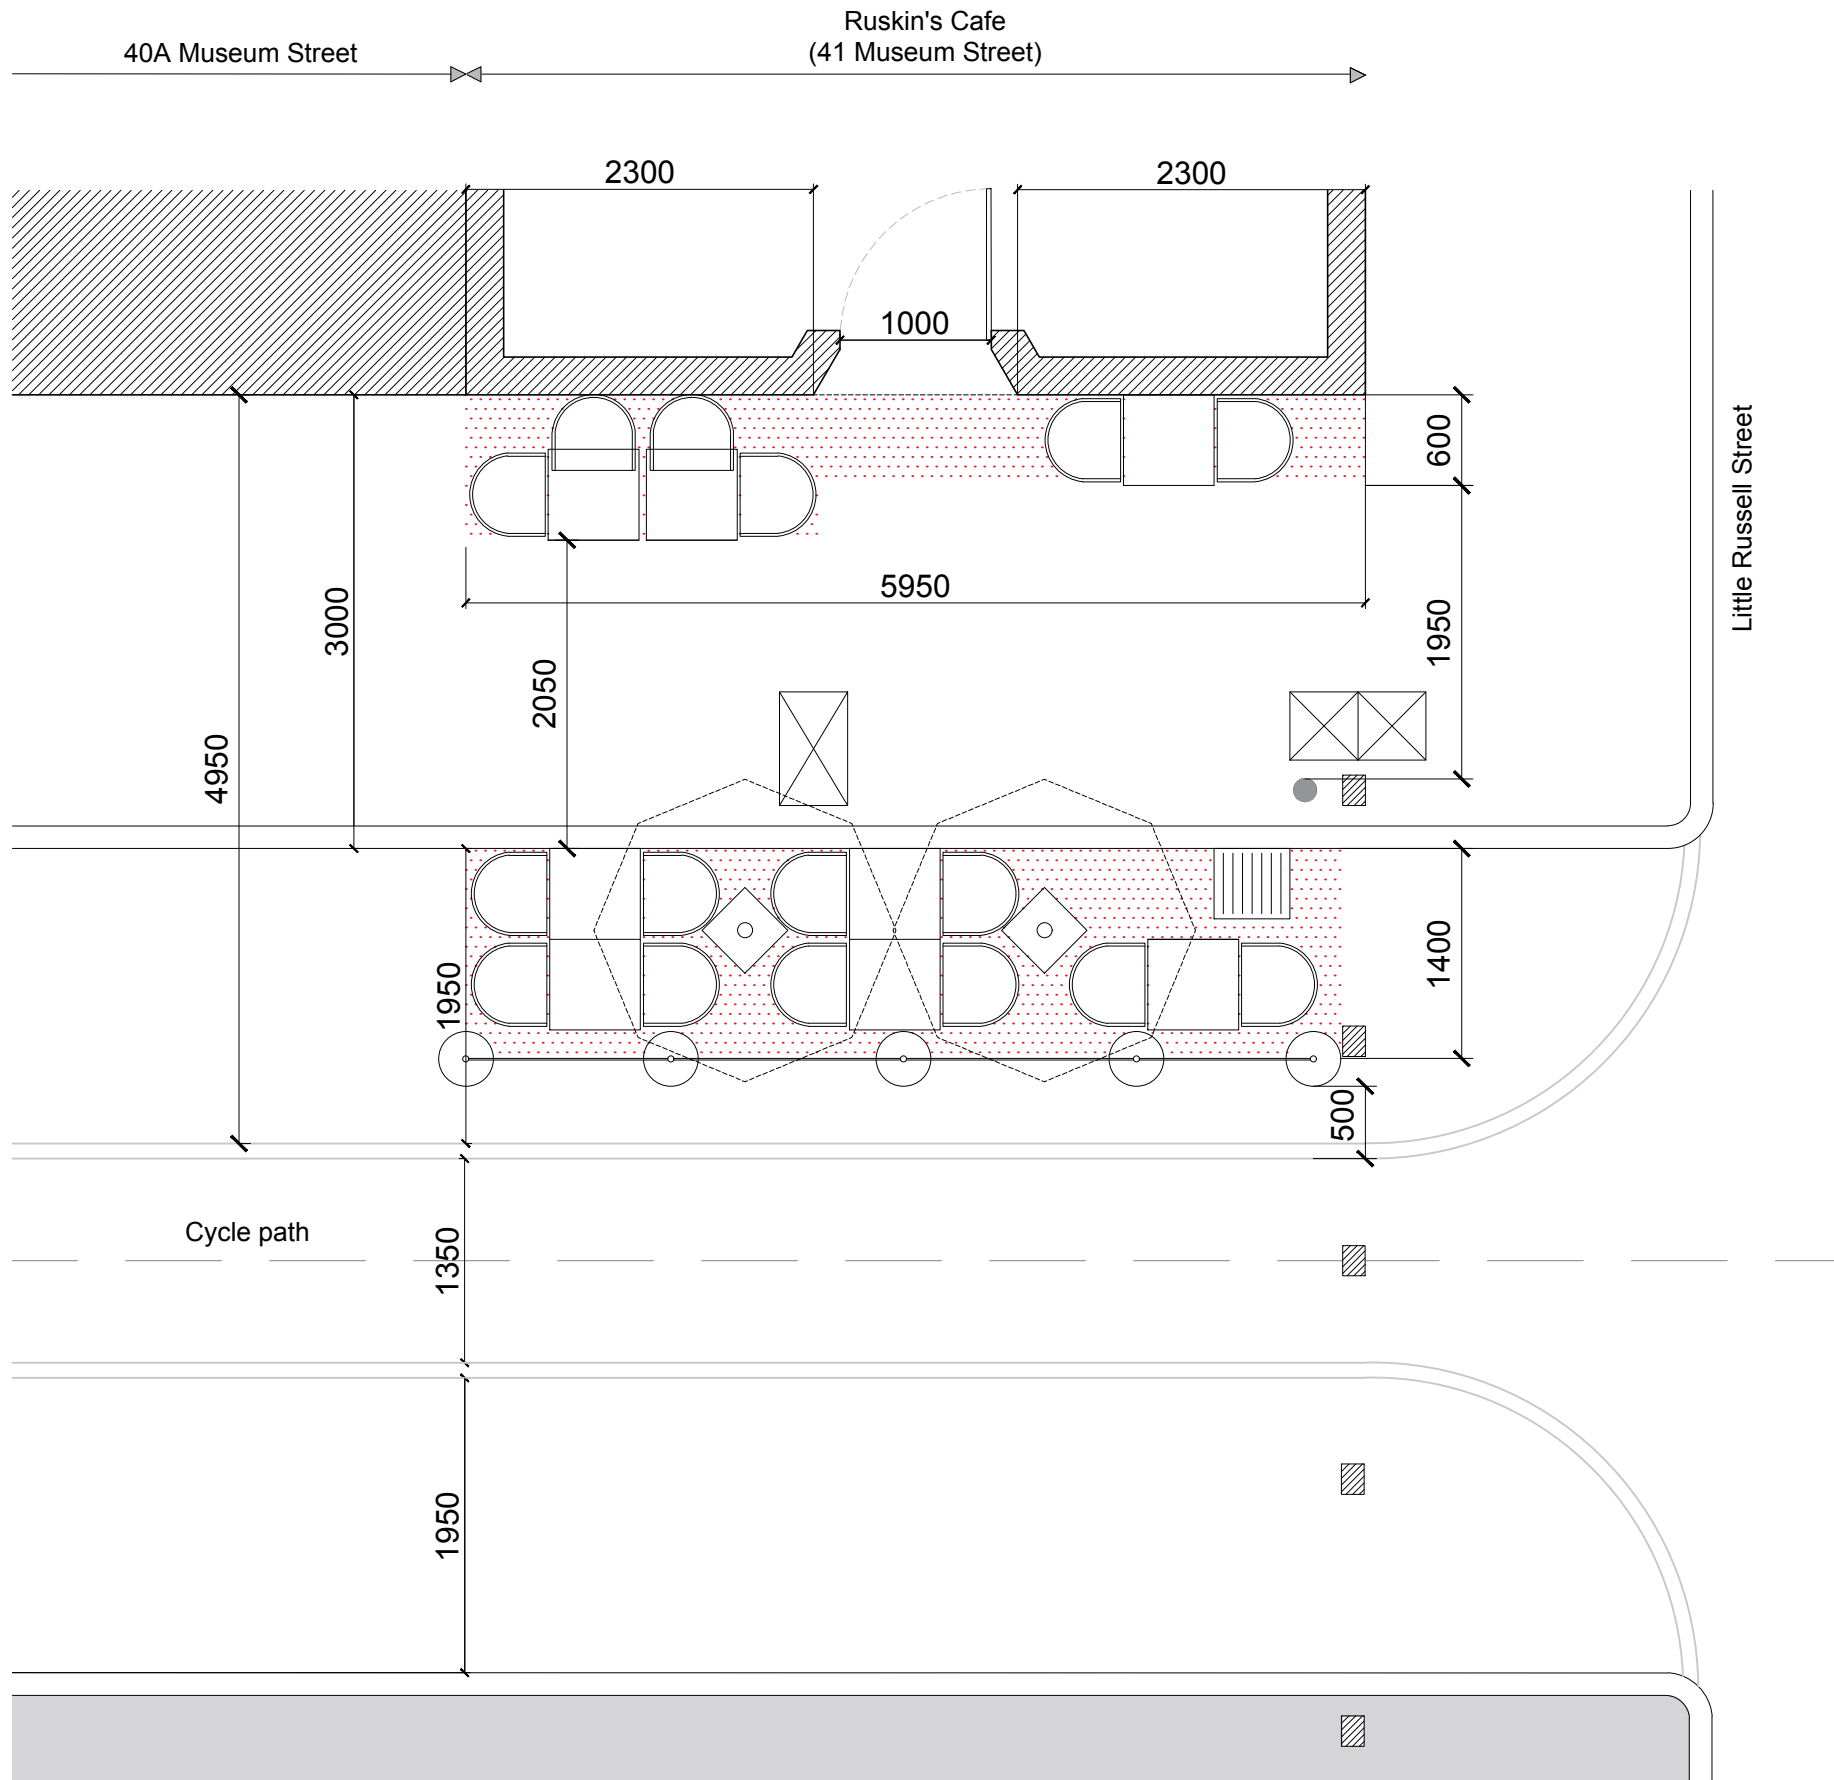 Ruskin's Cafe
40A Museum Street
(41 Museum Street)
2300
2300
1000
600
Little Russell Street
5950
3000
1950
2050
4950
1400
1950
500
Cycle path
1350
1950